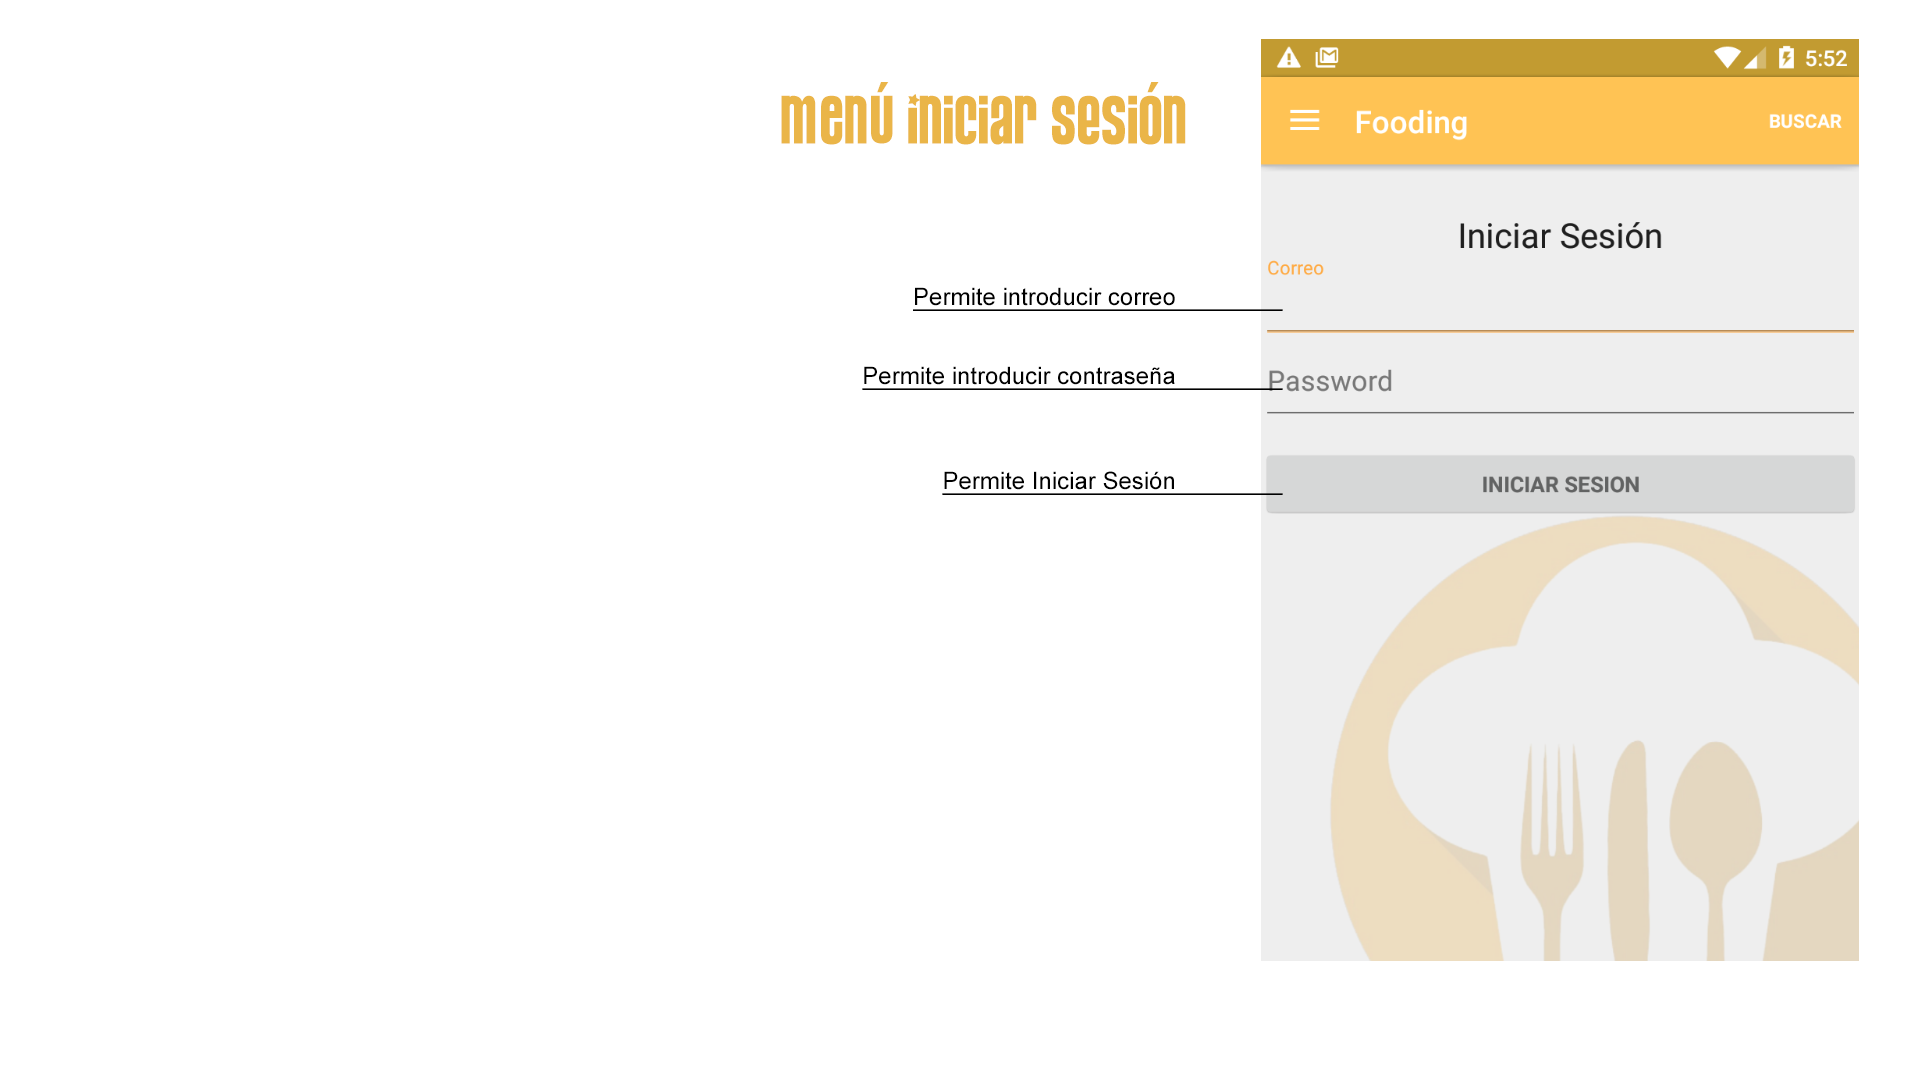 menú iniciar sesión
Permite introducir correo
Permite introducir contraseña
Permite Iniciar Sesión
5:52
Fooding
BUSCAR
Iniciar Sesión
Correo
Password
INICIAR SESION